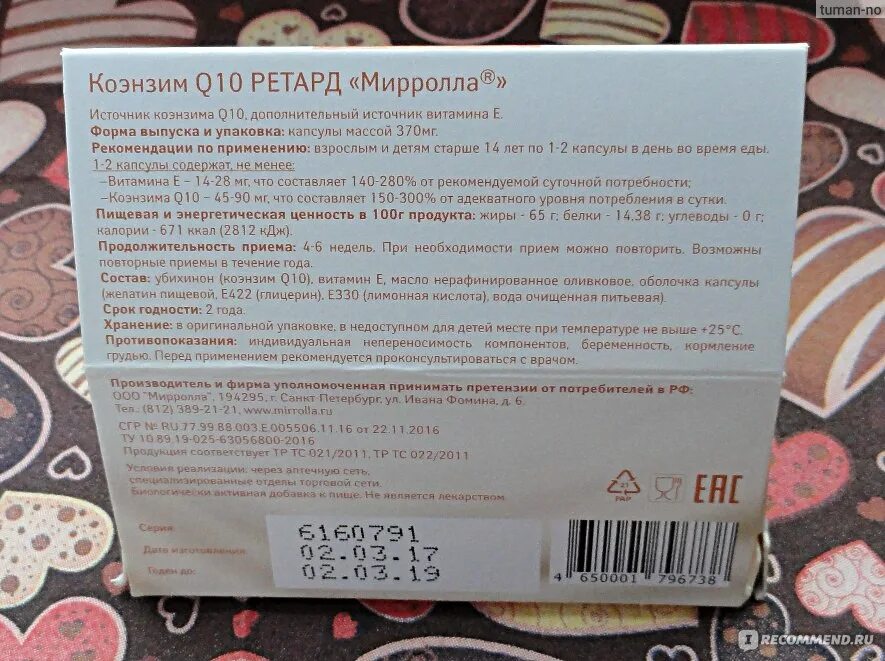 tuman-no
Коэнзим Q10 РЕТАРД «Мирролла®»
Источник коэнзима Q10, дополнительный источник витамина Е.
Форма выпуска и упаковка: капсулы массой 370мг.
Рекомендации по применению: взрослым и детям старше 14 лет по 1-2 капсулы в день во время еды.
1-2 капсулы содержат, не менее:
–Витамина Е – 14-28 мг, что составляет 140-280% от рекомендуемой суточной потребности;
–Коэнзима Q10 – 45-90 мг, что составляет 150-300% от адекватного уровня потребления в сутки.
Пищевая и энергетическая ценность в 100г продукта: жиры - 65 г; белки - 14,38 г; углеводы - 0 г;
калории - 671 ккал (2812 кДж).
Продолжительность приема: 4-6 недель. При необходимости прием можно повторить. Возможны
повторные приемы в течение года.
Состав: убихинон (коэнзим Q10), витамин Е, масло нерафинированное оливковое, оболочка капсулы
(желатин пищевой, Е422 (глицерин), Е330 (лимонная кислота), вода очищенная питьевая).
Срок годности: 2 года.
Хранение: в оригинальной упаковке, в недоступном для детей месте при температуре не выше +25°С.
Противопоказания: индивидуальная непереносимость компонентов, беременность, кормление
грудью. Перед применением рекомендуется проконсультироваться с врачом.
Производитель и фирма уполномоченная принимать претензии от потребителей в РФ:
ООО "Мирролла", 194295, г. Санкт-Петербург, ул. Ивана Фомина, д. 6.
Тел.: (812) 389-21-21, www.mirrolla.ru
СГР № RU.77.99.88.003.Е.005506.11.16 от 22.11.2016
ТУ 10.89.19-025-63056800-2016
Продукция соответствует ТР ТС 021/2011, ТР ТС 022/2011
Условия реализации: через аптечную сеть,
специализированные отделы торговой сети.
Биологически активная добавка к пище. Не является лекарством.
21
PAP
EAC
Серия:
6160791
Дата изготовления:
02.03.17
Годен до:
02.03.19
4 650001 796738
IRECOMMEND.RU